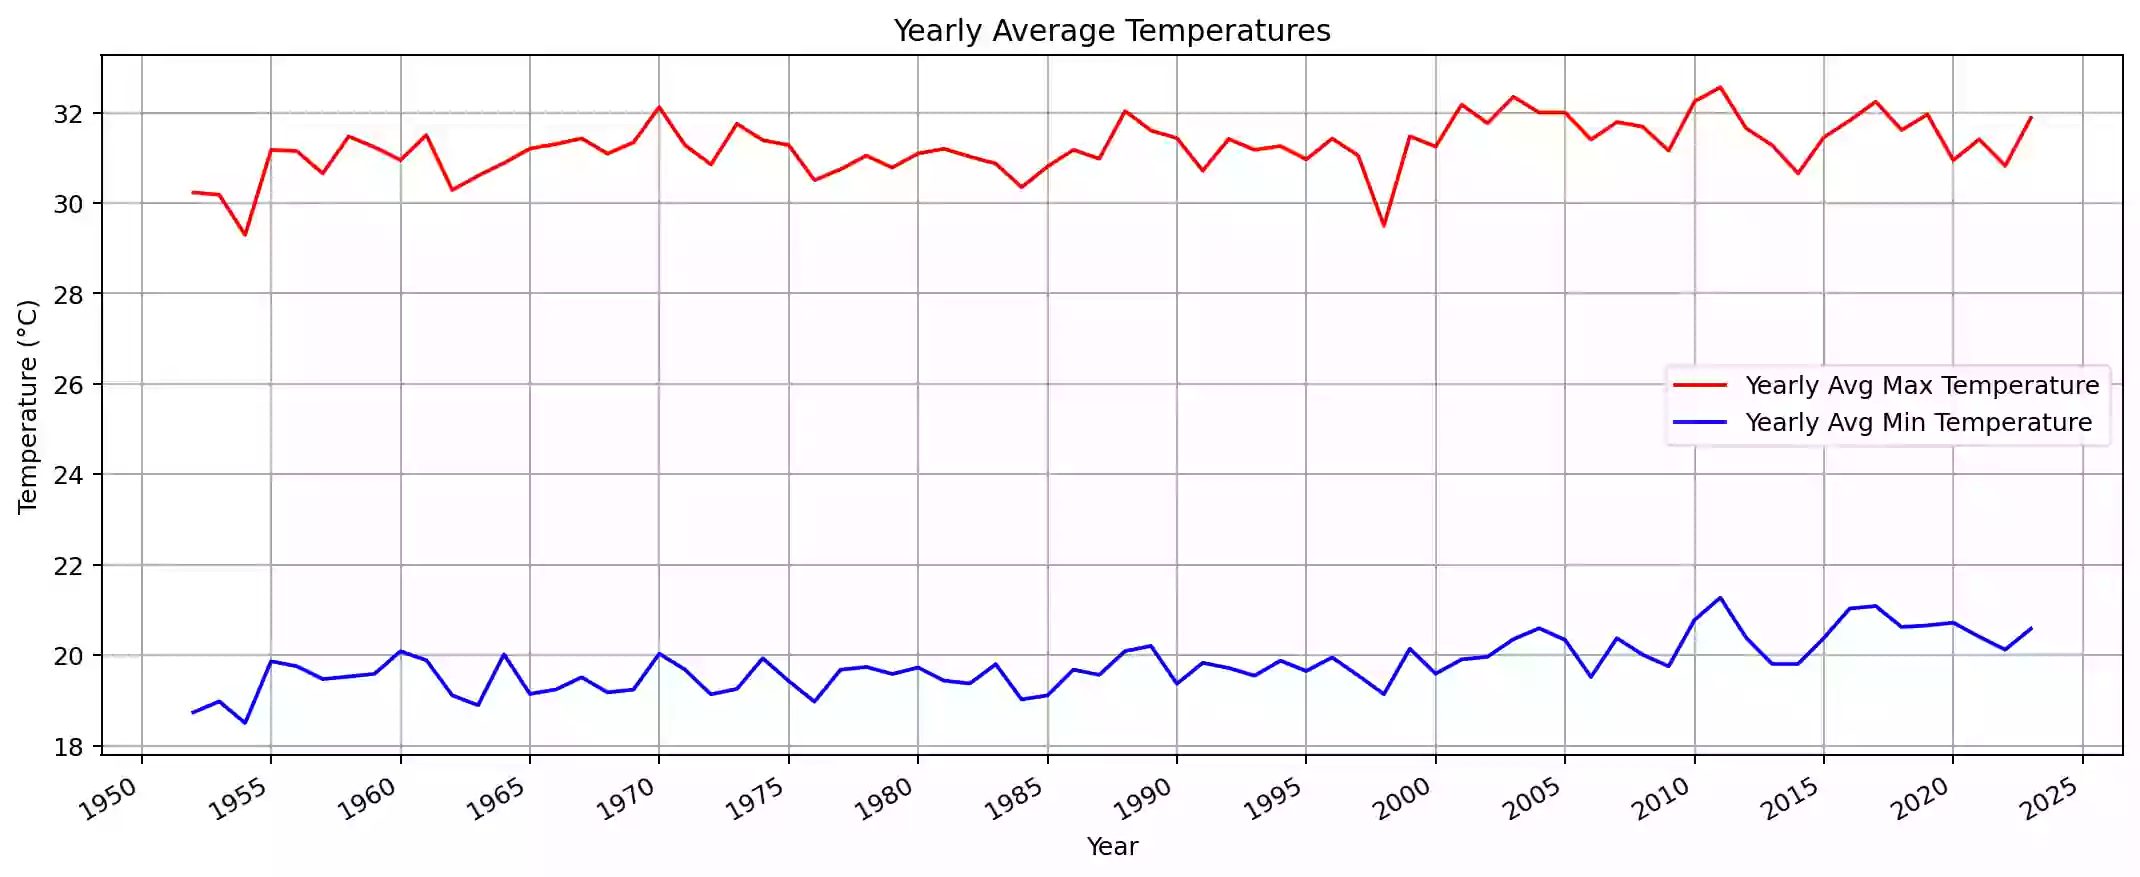 Yearly Average Temperatures
32
30
28
26
24
22
20
18
Temperature (°C)
Yearly Avg Max Temperature
Yearly Avg Min Temperature
1950 1955 1960 1965 1970 1975 1980 1985 1990 1995 2000 2005 2010 2015 2020 2025
Year